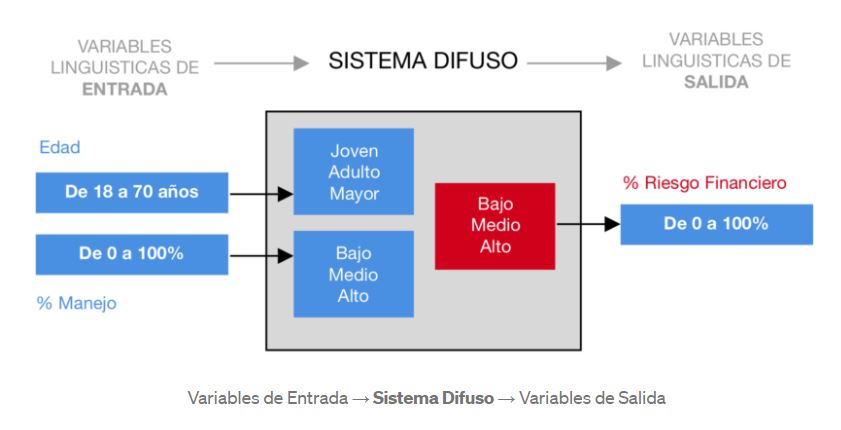 VARIABLES
LINGUISTICAS DE
ENTRADA
SISTEMA DIFUSO
VARIABLES
LINGUISTICAS DE
SALIDA
Edad
De 18 a 70 años
De 0 a 100%
% Manejo
Joven
Adulto
Mayor
Bajo
Medio
Alto
Bajo
Medio
Alto
% Riesgo Financiero
De 0 a 100%
Variables de Entrada → Sistema Difuso → Variables de Salida